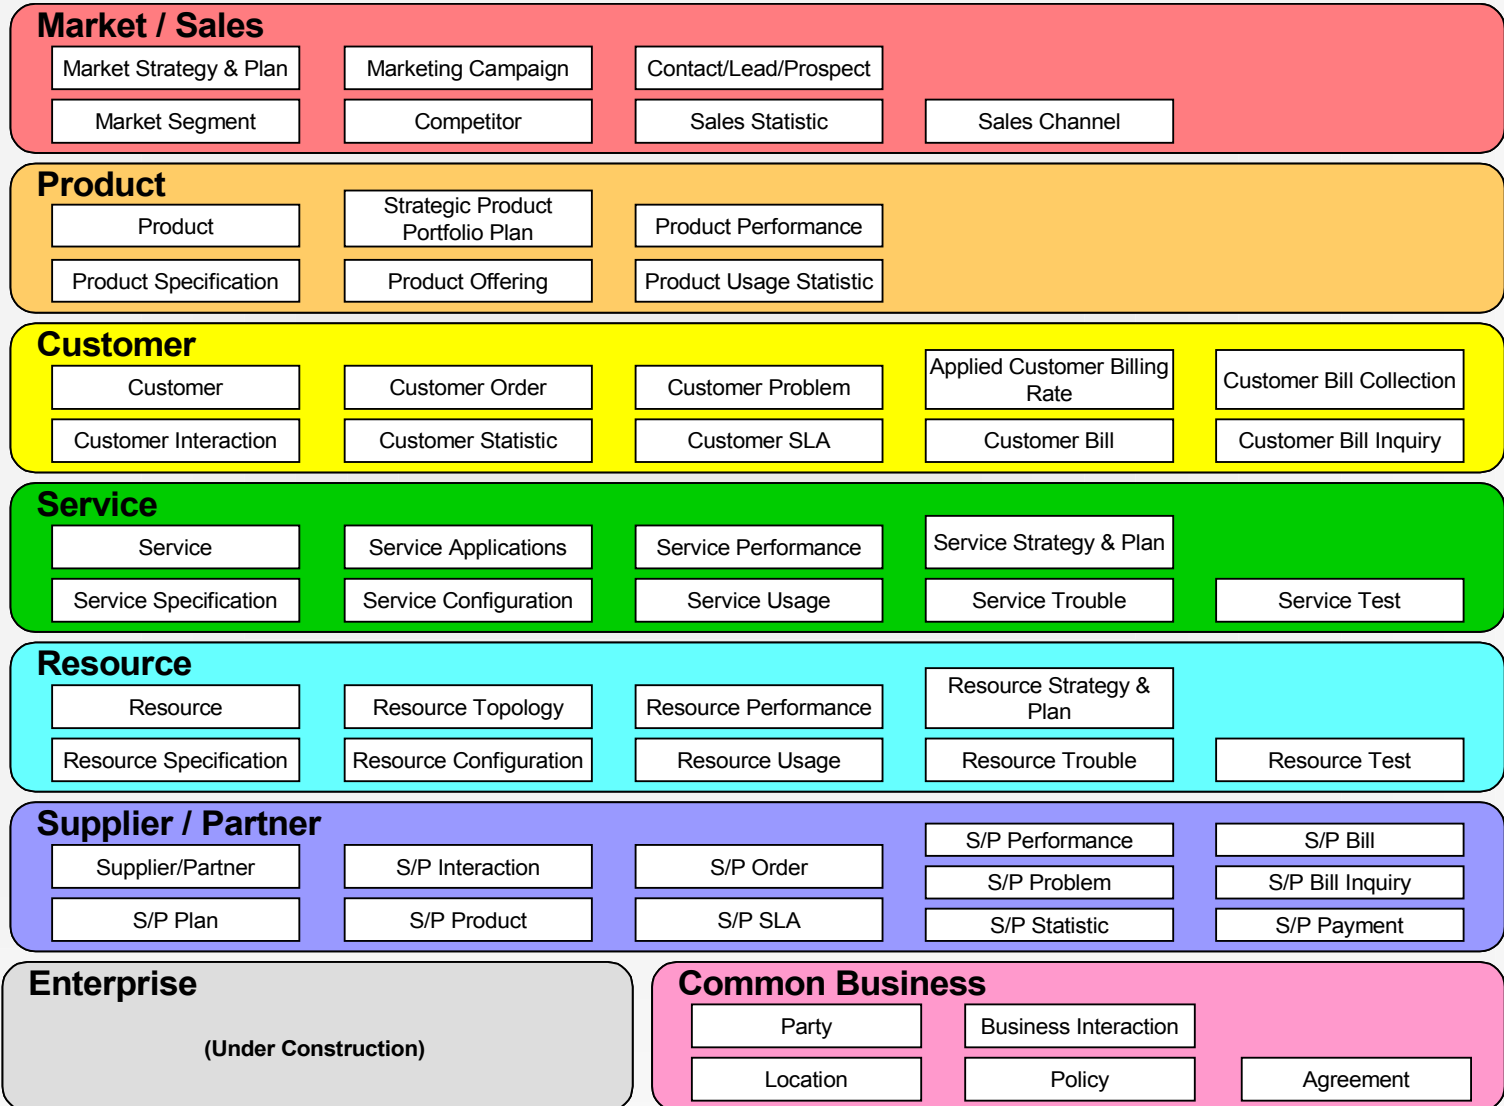 Market / Sales
Market Strategy & Plan
Marketing Campaign
Contact/Lead/Prospect
Market Segment
Competitor
Sales Statistic
Sales Channel
Product
Product
Strategic Product
Portfolio Plan
Product Performance
Product Specification
Product Offering
Product Usage Statistic
Customer
Customer
Customer Order
Customer Problem
Applied Customer Billing
Rate
Customer Bill Collection
Customer Interaction
Customer Statistic
Customer SLA
Customer Bill
Customer Bill Inquiry
Service
Service
Service Applications
Service Performance
Service Strategy & Plan
Service Specification
Service Configuration
Service Usage
Service Trouble
Service Test
Resource
Resource
Resource Topology
Resource Performance
Resource Strategy &
Plan
Resource Specification
Resource Configuration
Resource Usage
Resource Trouble
Resource Test
Supplier / Partner
Supplier/Partner
S/P Interaction
S/P Order
S/P Performance
S/P Bill
S/P Problem
S/P Bill Inquiry
S/P Plan
S/P Product
S/P SLA
S/P Statistic
S/P Payment
Enterprise
(Under Construction)
Common Business
Party
Business Interaction
Location
Policy
Agreement